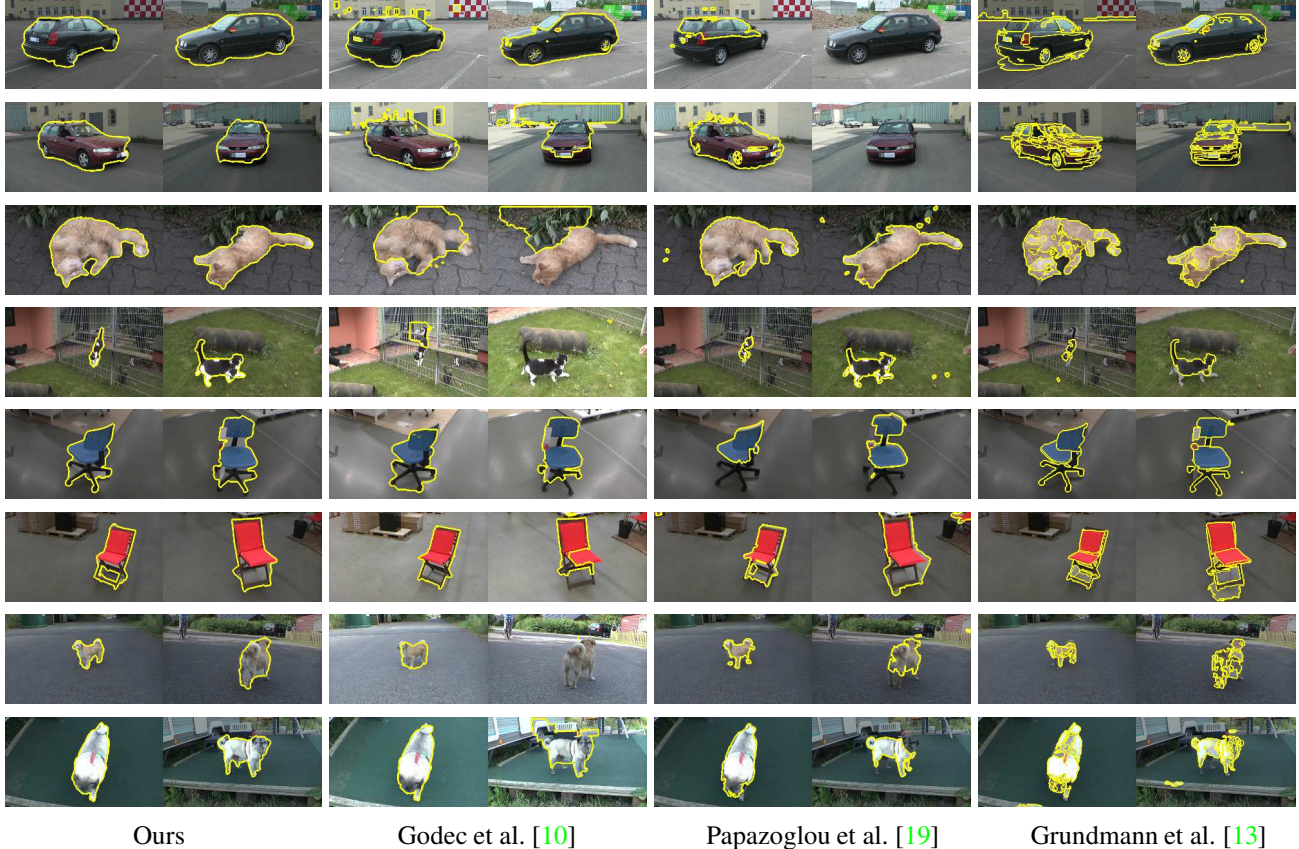 Ours
Godec et al. [10]
Papazoglou et al. [19]
Grundmann et al. [13]